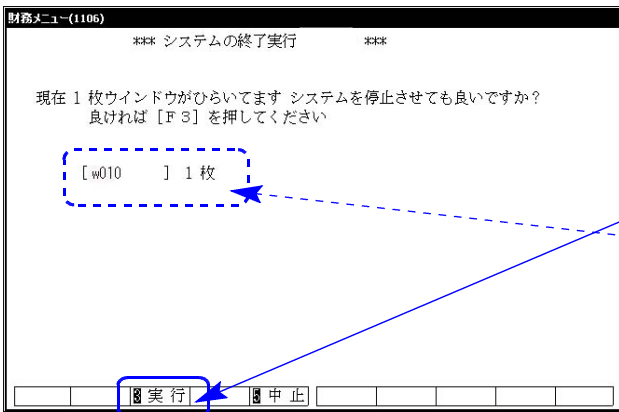 財務メニュー(1106)
*** システムの終了実行 ***
現在 1 枚ウインドウがひらいてます システムを停止させても良いですか?
良ければ [F3] を押してください
[ w010 ] 1 枚
3 実 行 5 中 止